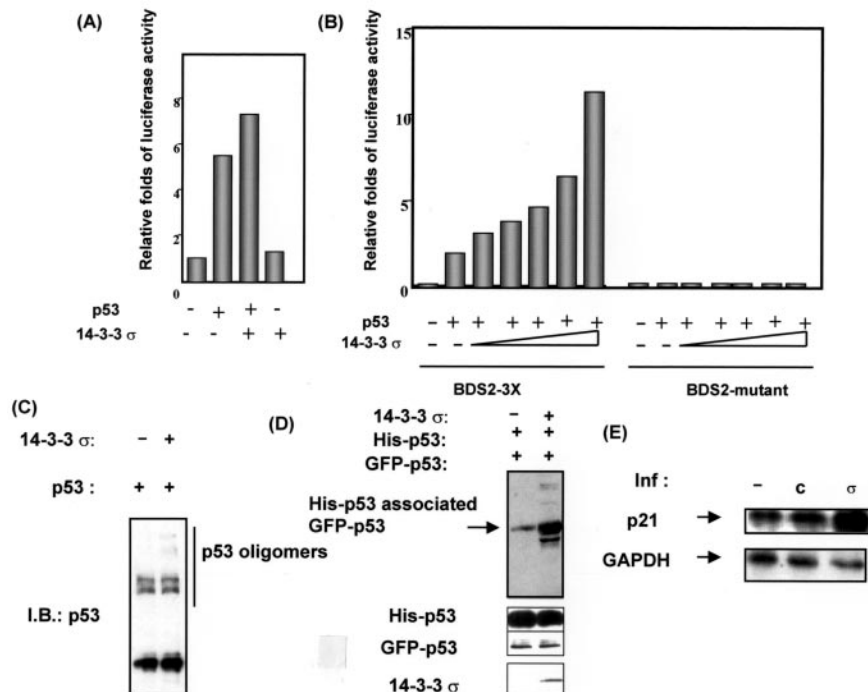 (A)
Relative folds of luciferase activity
8
6
4
2
0
p53 - + + -
14-3-3 σ - - + +
(B)
Relative folds of luciferase activity
15
10
5
0
p53 - + + + + + + - + + + + + +
14-3-3 σ - - - -
BDS2-3X BDS2-mutant
(C)
14-3-3 σ: - +
p53 : + +
p53 oligomers
I.B.: p53
(D)
14-3-3 σ: - +
His-p53: + +
GFP-p53: + +
His-p53 associated
GFP-p53
His-p53
GFP-p53
14-3-3 σ
(E)
Inf : - c σ
p21
GAPDH